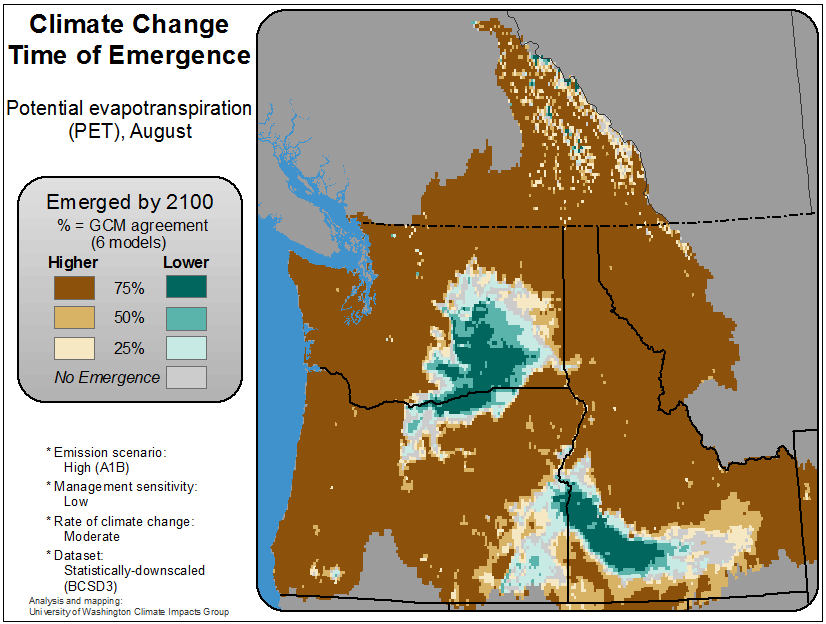 Climate Change
Time of Emergence
Potential evapotranspiration
(PET), August
Emerged by 2100
% = GCM agreement
(6 models)
Higher Lower
75%
50%
25%
No Emergence
* Emission scenario:
High (A1B)
* Management sensitivity:
Low
* Rate of climate change:
Moderate
* Dataset:
Statistically-downscaled
(BCSD3)
Analysis and mapping:
University of Washington Climate Impacts Group